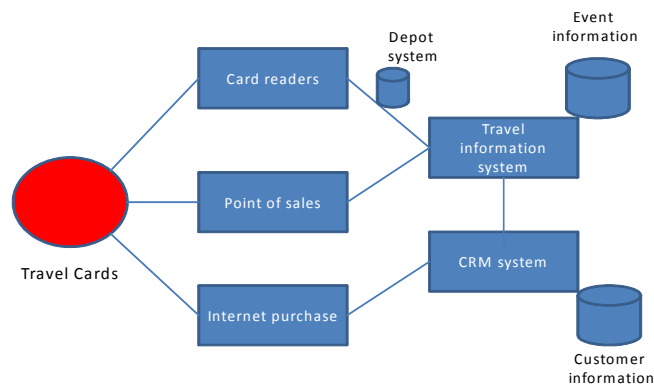 Event
information
Depot
system
Card readers
Travel
information
system
Point of sales
Travel Cards
CRM system
Internet purchase
Customer
information